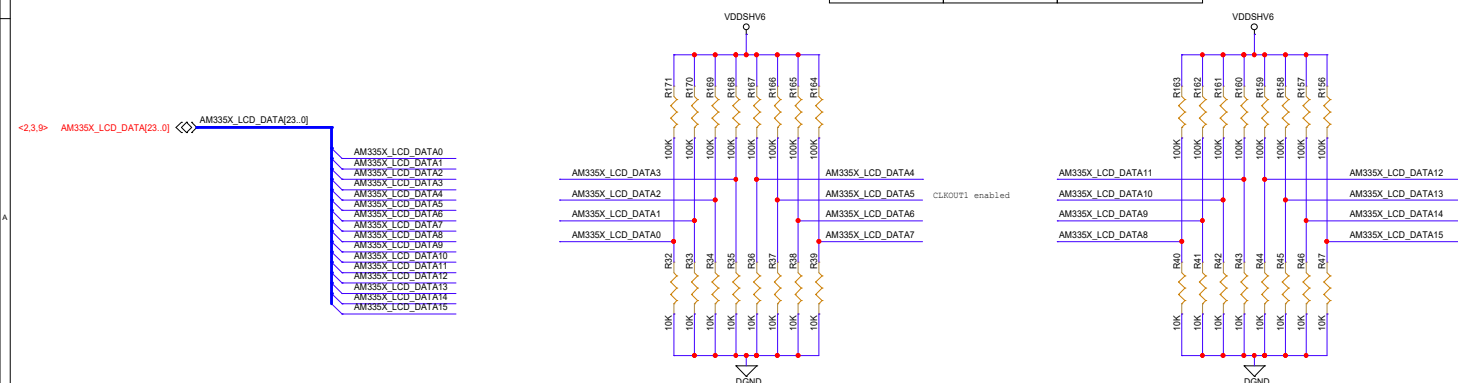 VDDSHV6
VDDSHV6
R171 R170 R169 R168 R167 R166 R165 R164
R163 R162 R161 R160 R159 R158 R157 R156
<2,3,9> AM335X_LCD_DATA[23..0]
AM335X_LCD_DATA[23..0]
100K 100K 100K 100K 100K 100K 100K 100K
100K 100K 100K 100K 100K 100K 100K 100K
AM335X_LCD_DATA0
AM335X_LCD_DATA1
AM335X_LCD_DATA2
AM335X_LCD_DATA3
AM335X_LCD_DATA4
AM335X_LCD_DATA5
AM335X_LCD_DATA6
AM335X_LCD_DATA7
AM335X_LCD_DATA8
AM335X_LCD_DATA9
AM335X_LCD_DATA10
AM335X_LCD_DATA11
AM335X_LCD_DATA12
AM335X_LCD_DATA13
AM335X_LCD_DATA14
AM335X_LCD_DATA15
AM335X_LCD_DATA3
AM335X_LCD_DATA2
AM335X_LCD_DATA1
AM335X_LCD_DATA0
AM335X_LCD_DATA4
AM335X_LCD_DATA5
AM335X_LCD_DATA6
AM335X_LCD_DATA7
CLKOUT1 enabled
AM335X_LCD_DATA11
AM335X_LCD_DATA10
AM335X_LCD_DATA9
AM335X_LCD_DATA8
AM335X_LCD_DATA12
AM335X_LCD_DATA13
AM335X_LCD_DATA14
AM335X_LCD_DATA15
A
R32 R33 R34 R35 R36 R37 R38 R39
R40 R41 R42 R43 R44 R45 R46 R47
10K 10K 10K 10K 10K 10K 10K 10K
10K 10K 10K 10K 10K 10K 10K 10K
DGND
DGND